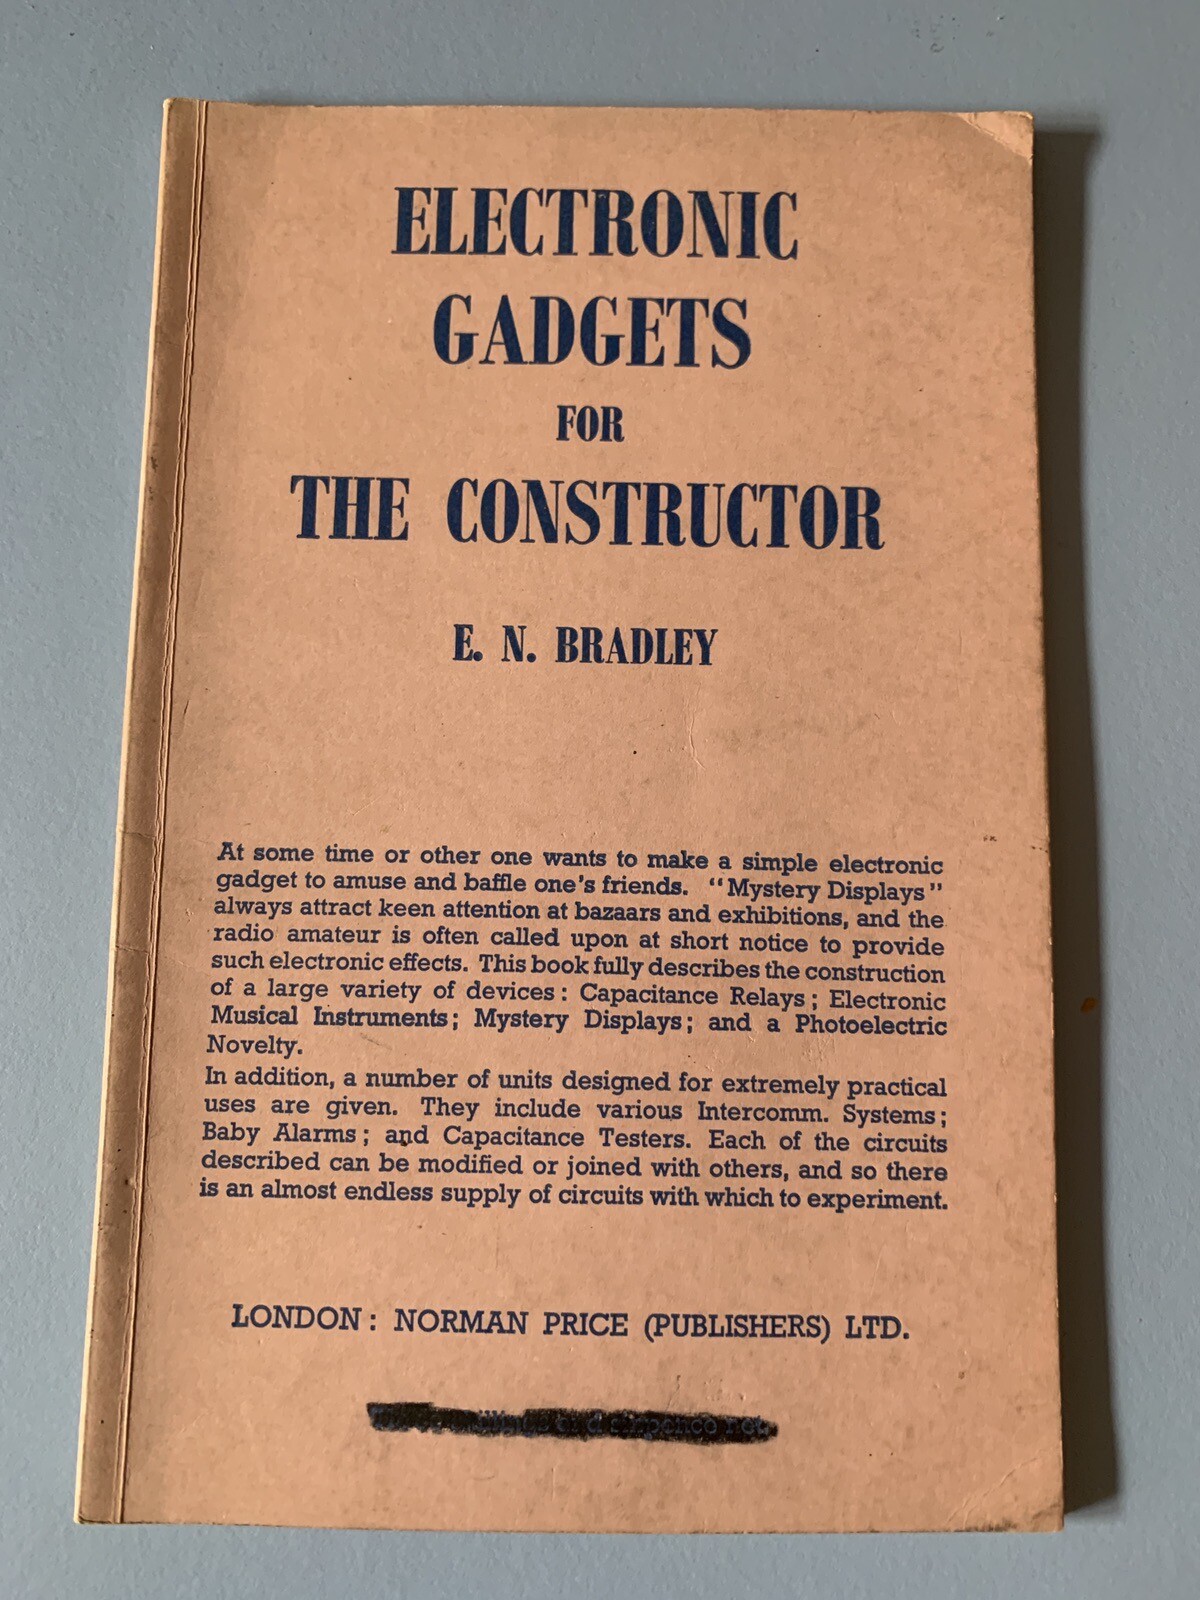 ELECTRONIC
GADGETS
FOR
THE CONSTRUCTOR
E. N. BRADLEY
At some time or other one wants to make a simple electronic
gadget to amuse and baffle one's friends. "Mystery Displays"
always attract keen attention at bazaars and exhibitions, and the
radio amateur is often called upon at short notice to provide
such electronic effects. This book fully describes the construction
of a large variety of devices: Capacitance Relays; Electronic
Musical Instruments; Mystery Displays; and a Photoelectric
Novelty.
In addition, a number of units designed for extremely practical
uses are given. They include various Intercomm. Systems;
Baby Alarms; and Capacitance Testers. Each of the circuits
described can be modified or joined with others, and so there
is an almost endless supply of circuits with which to experiment.
LONDON: NORMAN PRICE (PUBLISHERS) LTD.
net